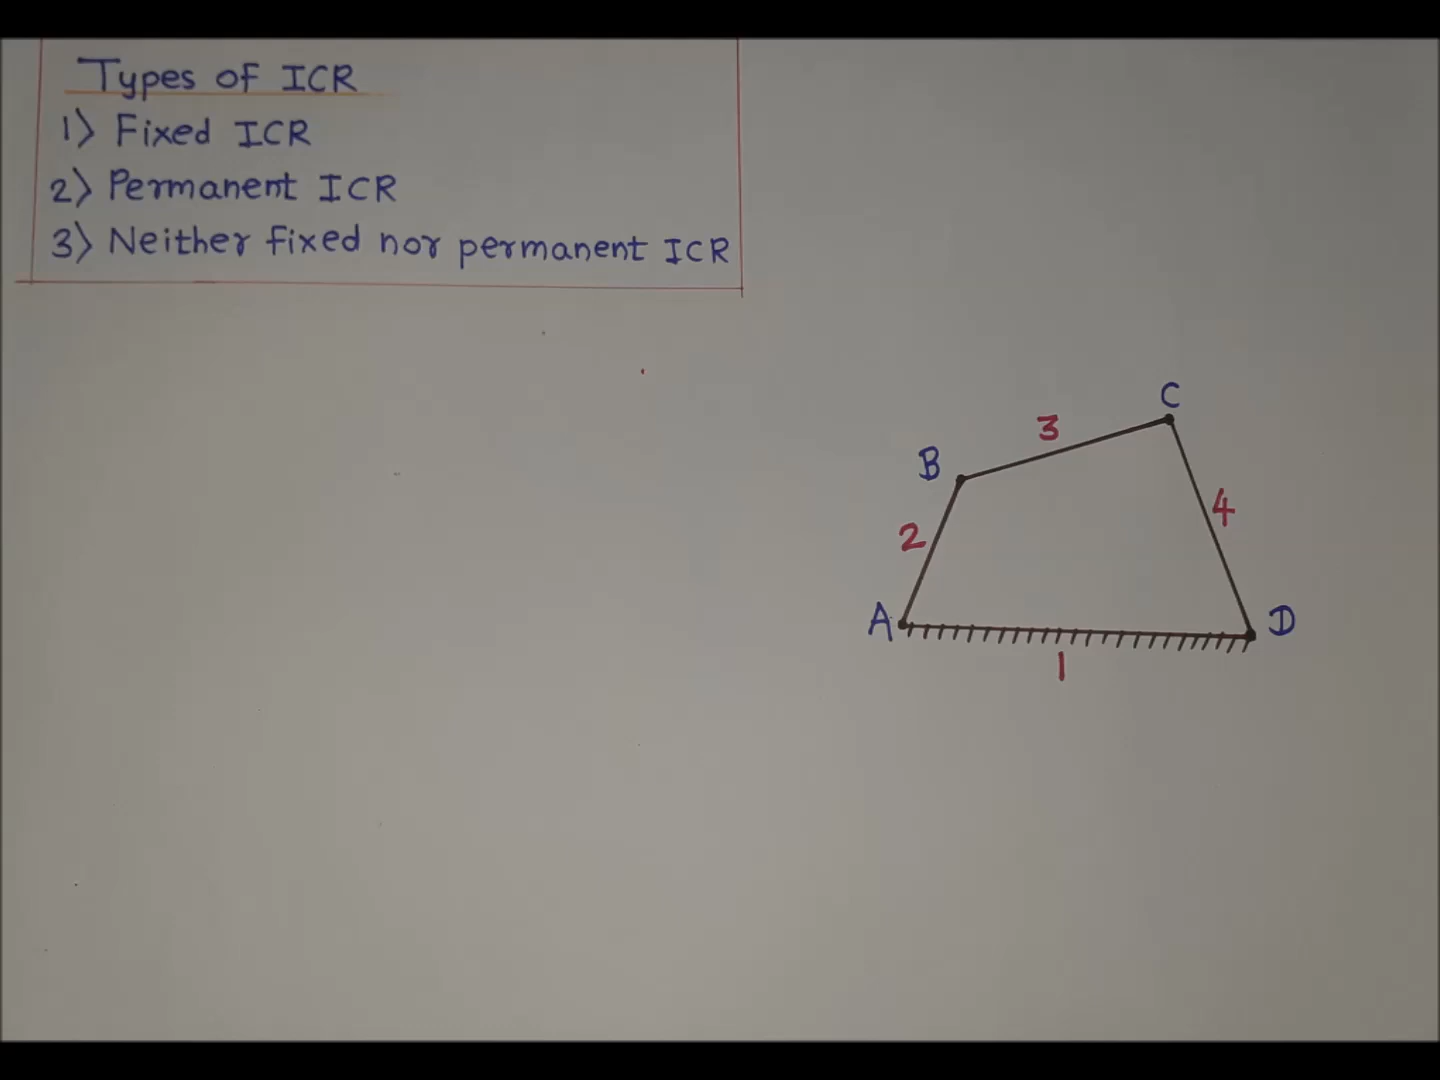 Types of ICR
1) Fixed ICR
2) Permanent ICR
3) Neither fixed nor permanent ICR
C
3
B
4
2
A
D
1